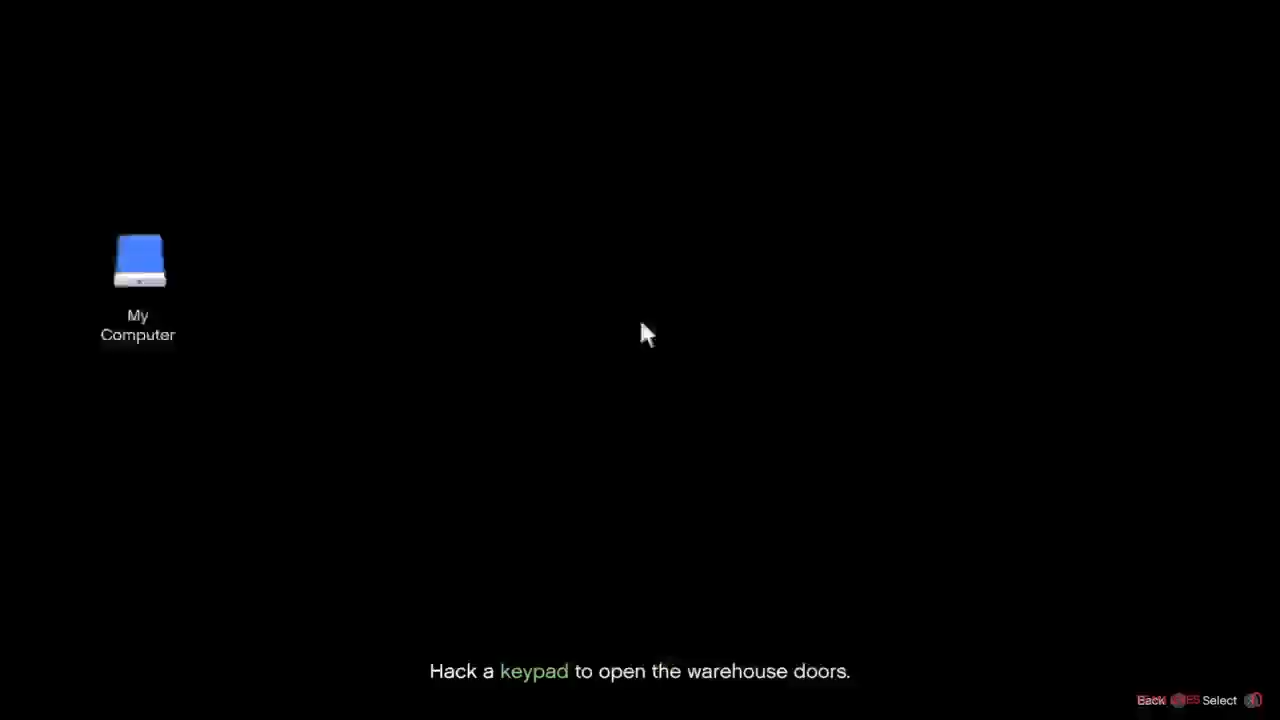 My
Computer
Hack a keypad to open the warehouse doors.
Back Select